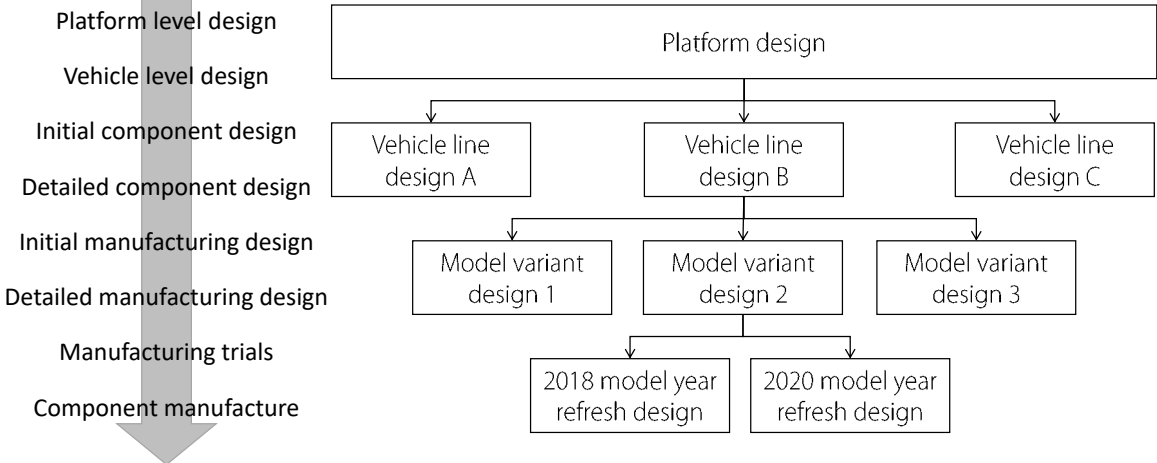 Platform level design
Vehicle level design
Initial component design
Detailed component design
Initial manufacturing design
Detailed manufacturing design
Manufacturing trials
Component manufacture
Platform design
Vehicle line
design A
Vehicle line
design B
Vehicle line
design C
Model variant
design 1
Model variant
design 2
Model variant
design 3
2018 model year
refresh design
2020 model year
refresh design